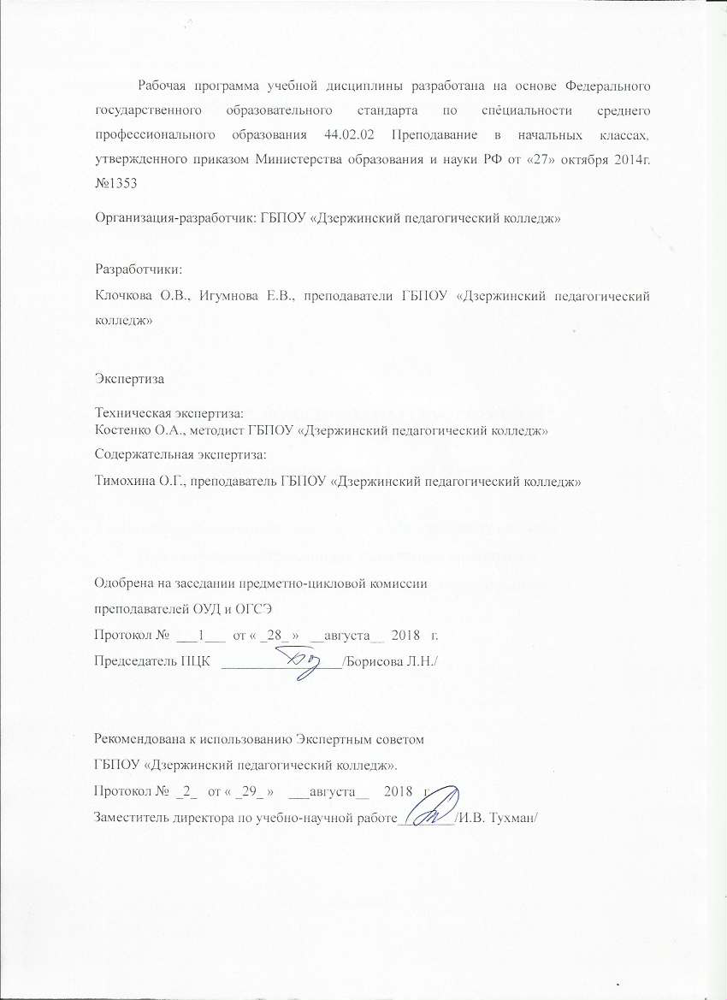 Рабочая программа учебной дисциплины разработана на основе Федерального
государственного образовательного стандарта по специальности среднего
профессионального образования 44.02.02 Преподавание в начальных классах,
утвержденного приказом Министерства образования и науки РФ от «27» октября 2014г.
№1353
Организация-разработчик: ГБПОУ «Дзержинский педагогический колледж»
Разработчики:
Клочкова О.В., Игумнова Е.В., преподаватели ГБПОУ «Дзержинский педагогический
колледж»
Экспертиза
Техническая экспертиза:
Костенко О.А., методист ГБПОУ «Дзержинский педагогический колледж»
Содержательная экспертиза:
Тимохина О.Г., преподаватель ГБПОУ «Дзержинский педагогический колледж»
Одобрена на заседании предметно-цикловой комиссии
преподавателей ОУД и ОГСЭ
Протокол № ___1___ от « _28_ » __августа__ 2018 г.
Председатель ПЦК _________________/Борисова Л.Н./
Рекомендована к использованию Экспертным советом
ГБПОУ «Дзержинский педагогический колледж».
Протокол № _2_ от « _29_ » ___августа__ 2018 г
Заместитель директора по учебно-научной работе________/И.В. Тухман/